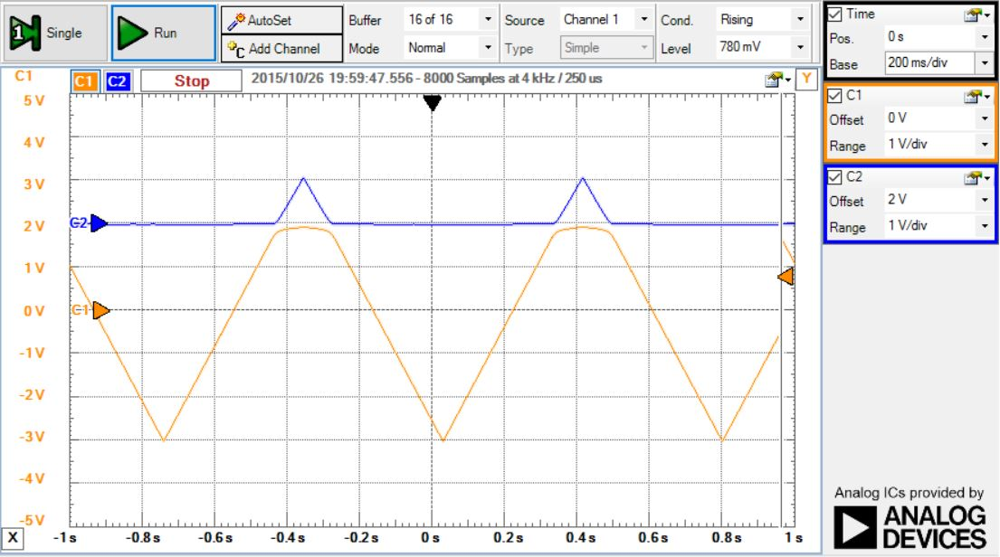 1 Single
Run
AutoSet
Add Channel
Buffer 16 of 16
Mode Normal
Source Channel 1
Type Simple
Cond. Rising
Level 780 mV
Time
Pos. 0 s
Base 200 ms/div
C1
Offset 0 V
Range 1 V/div
C2
Offset 2 V
Range 1 V/div
C1 C1 C2 Stop 2015/10/26 19:59:47.556 - 8000 Samples at 4 kHz / 250 us Y
5 V
4 V
3 V
2 V
1 V
0 V
-1 V
-2 V
-3 V
-4 V
-5 V
C2
C1
X -1 s -0.8 s -0.6 s -0.4 s -0.2 s 0 s 0.2 s 0.4 s 0.6 s 0.8 s 1 s
Analog ICs provided by
ANALOG
DEVICES